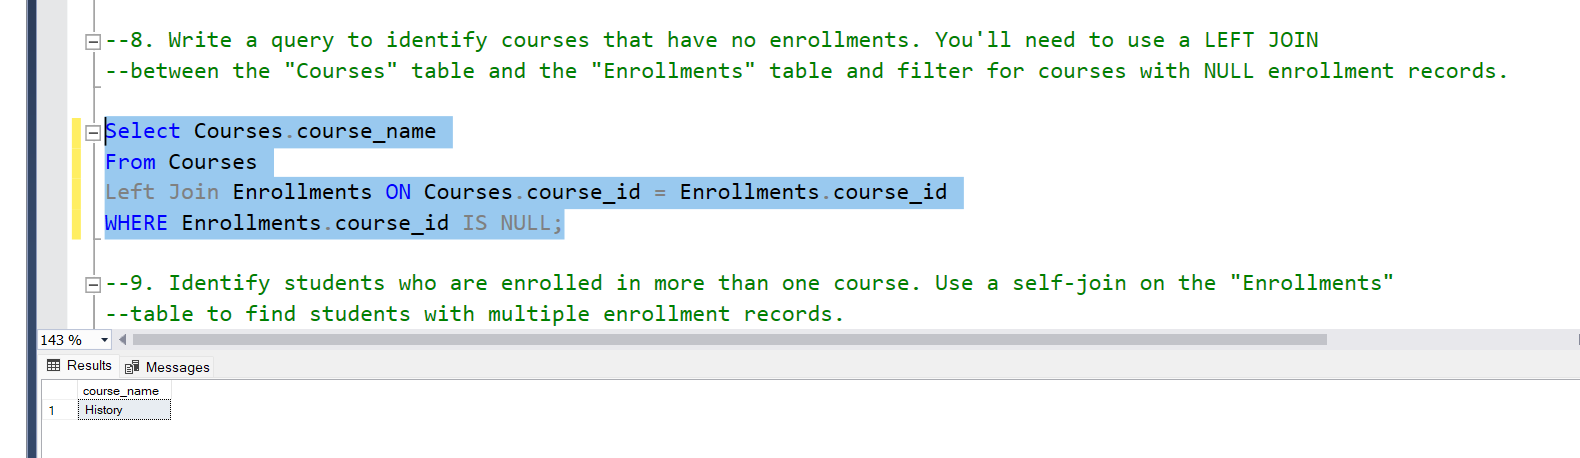 --8. Write a query to identify courses that have no enrollments. You'll need to use a LEFT JOIN
--between the "Courses" table and the "Enrollments" table and filter for courses with NULL enrollment records.
Select Courses.course_name
From Courses
Left Join Enrollments ON Courses.course_id = Enrollments.course_id
WHERE Enrollments.course_id IS NULL;
--9. Identify students who are enrolled in more than one course. Use a self-join on the "Enrollments"
--table to find students with multiple enrollment records.
143 %
Results Messages
course_name
1 History